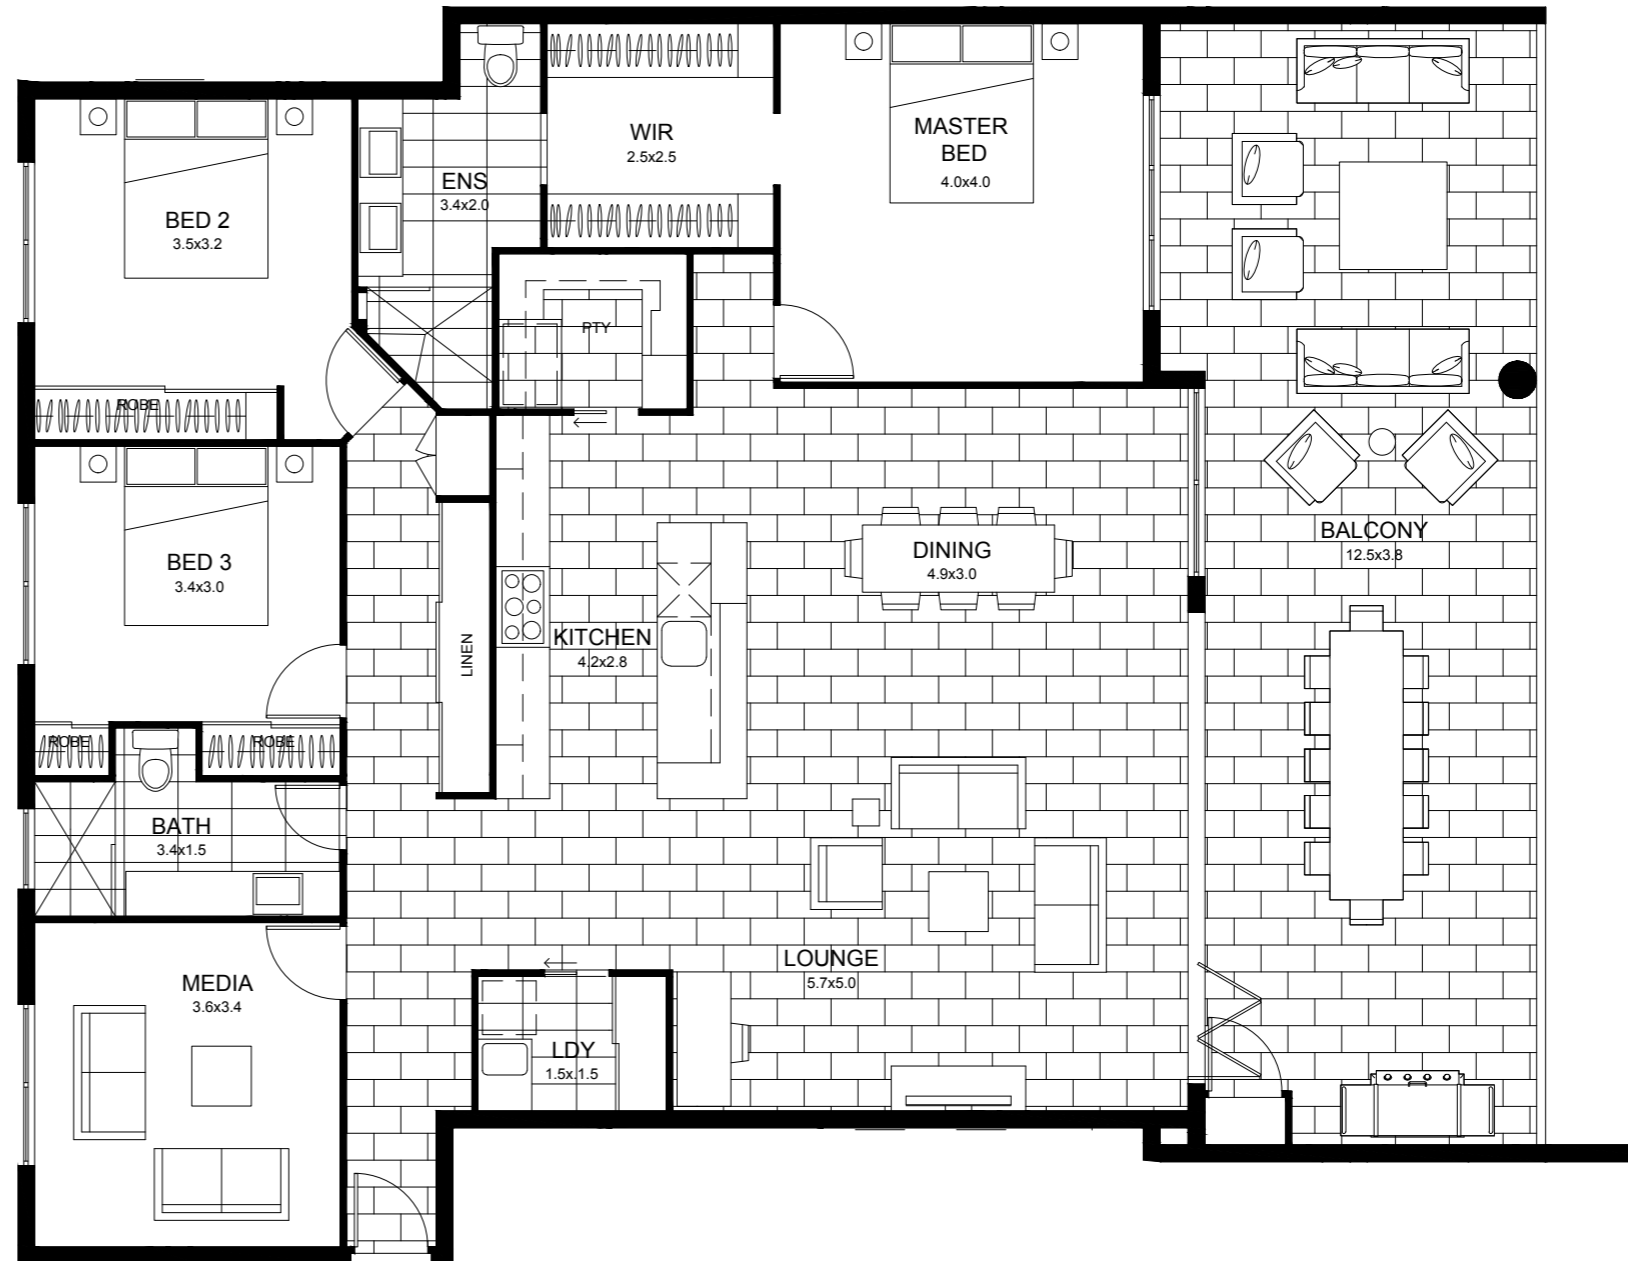 WIR
2.5x2.5
MASTER
BED
4.0x4.0
ENS
3.4x2.0
BED 2
3.5x3.2
PTY
ROBE
BALCONY
12.5x3.8
DINING
4.9x3.0
BED 3
3.4x3.0
KITCHEN
4.2x2.8
LINEN
ROBE
ROBE
BATH
3.4x1.5
LOUNGE
5.7x5.0
MEDIA
3.6x3.4
LDY
1.5x1.5